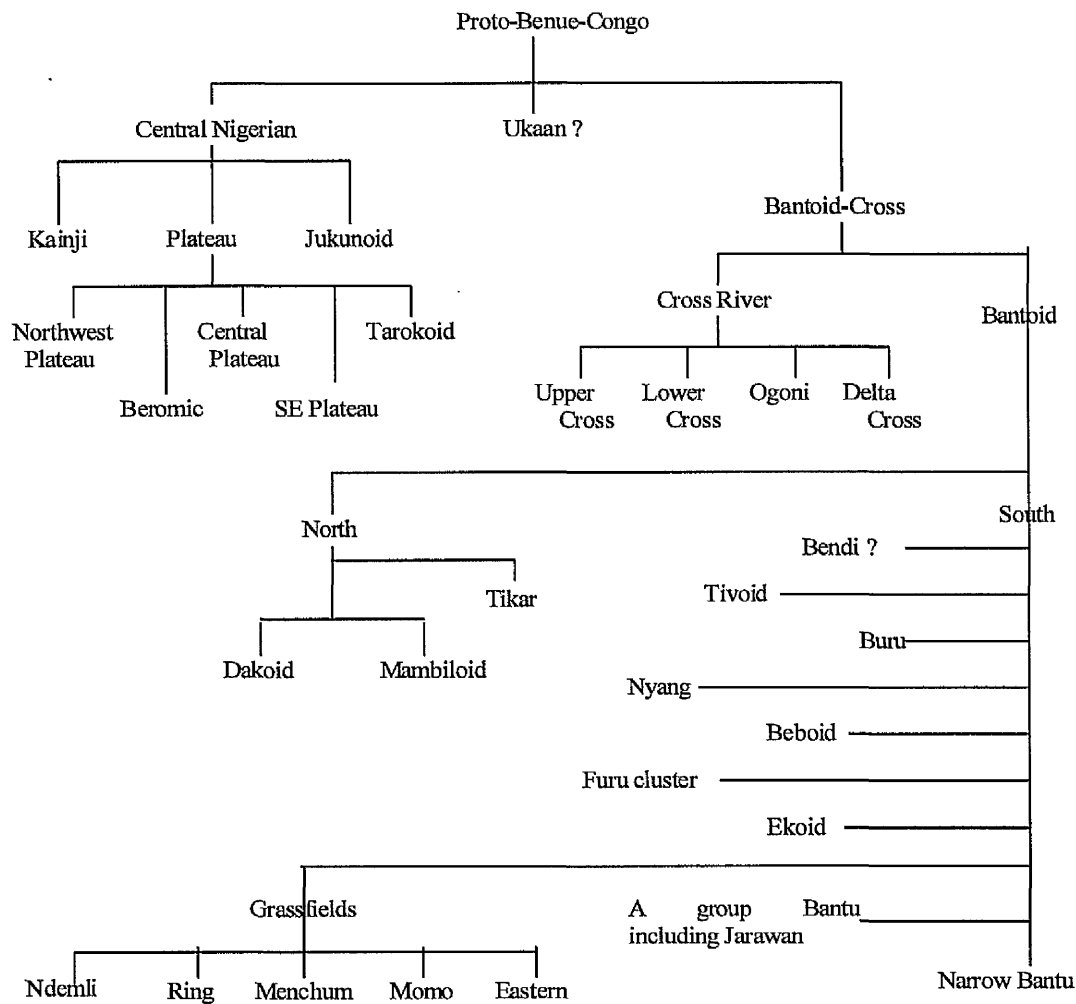 Proto-Benue-Congo
Central Nigerian
Ukaan ?
Bantoid-Cross
Kainji
Plateau
Jukunoid
Cross River
Bantoid
Northwest
Plateau
Central
Plateau
Tarokoid
Beromic
SE Plateau
Upper
Cross
Lower
Cross
Ogoni
Delta
Cross
North
South
Bendi ?
Tikar
Tivoid
Buru
Dakoid
Mambiloid
Nyang
Beboid
Furu cluster
Ekoid
Grassfields
A group Bantu
including Jarawan
Ndemli
Ring
Menchum
Momo
Eastern
Narrow Bantu